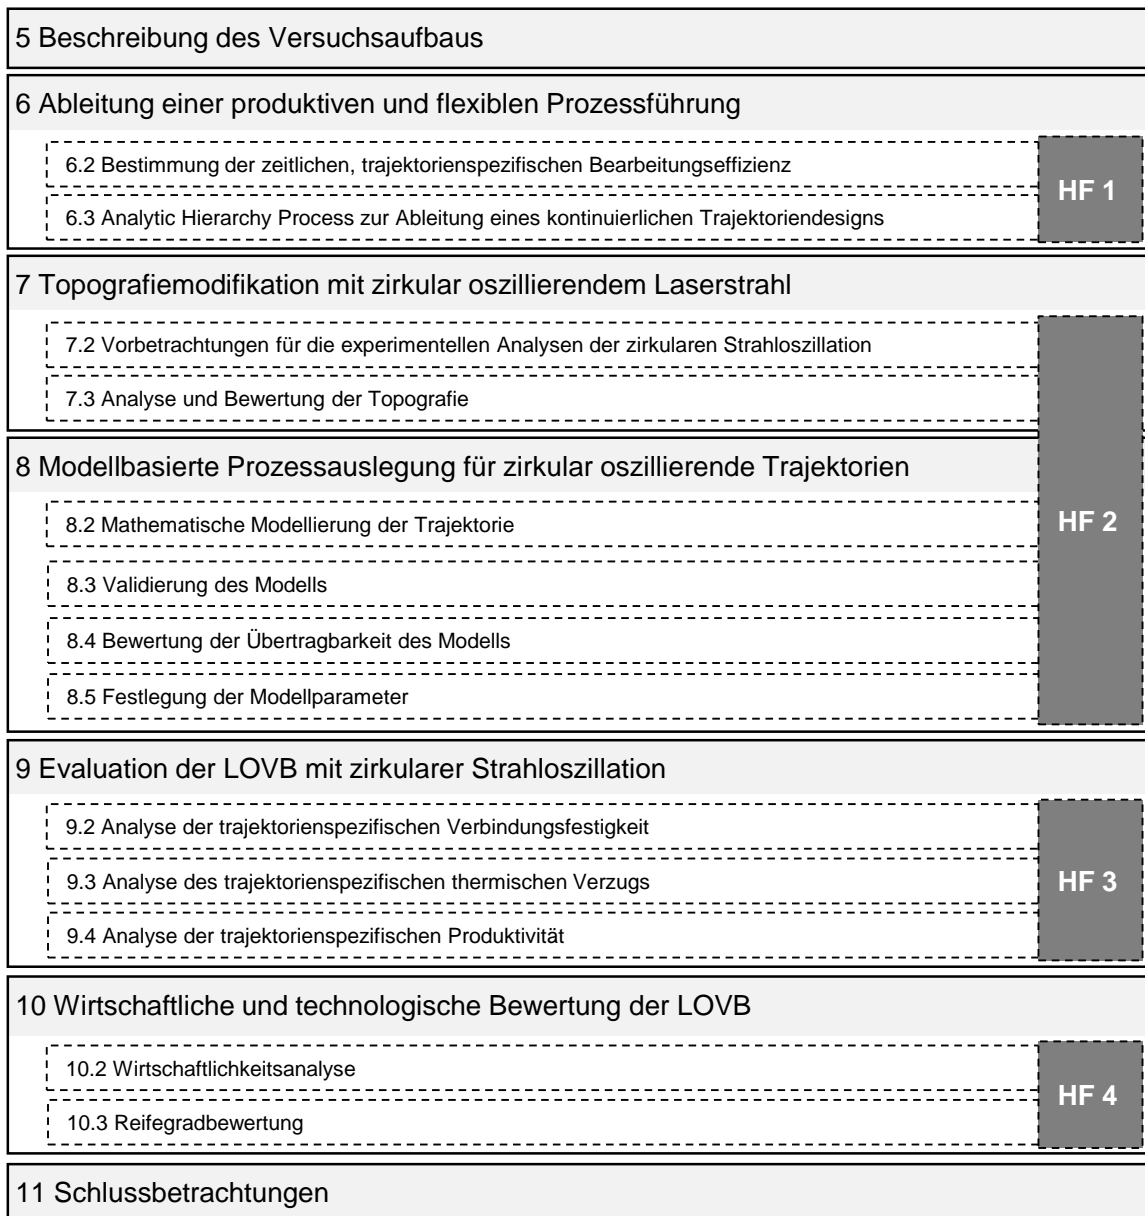 5 Beschreibung des Versuchsaufbaus
6 Ableitung einer produktiven und flexiblen Prozessführung
6.2 Bestimmung der zeitlichen, trajektorienspezifischen Bearbeitungseffizienz
6.3 Analytic Hierarchy Process zur Ableitung eines kontinuierlichen Trajektoriendesigns
HF 1
7 Topografiemodifikation mit zirkular oszillierendem Laserstrahl
7.2 Vorbetrachtungen für die experimentellen Analysen der zirkularen Strahloszillation
7.3 Analyse und Bewertung der Topografie
8 Modellbasierte Prozessauslegung für zirkular oszillierende Trajektorien
8.2 Mathematische Modellierung der Trajektorie
HF 2
8.3 Validierung des Modells
8.4 Bewertung der Übertragbarkeit des Modells
8.5 Festlegung der Modellparameter
9 Evaluation der LOVB mit zirkularer Strahloszillation
9.2 Analyse der trajektorienspezifischen Verbindungsfestigkeit
9.3 Analyse des trajektorienspezifischen thermischen Verzugs
HF 3
9.4 Analyse der trajektorienspezifischen Produktivität
10 Wirtschaftliche und technologische Bewertung der LOVB
10.2 Wirtschaftlichkeitsanalyse
HF 4
10.3 Reifegradbewertung
11 Schlussbetrachtungen